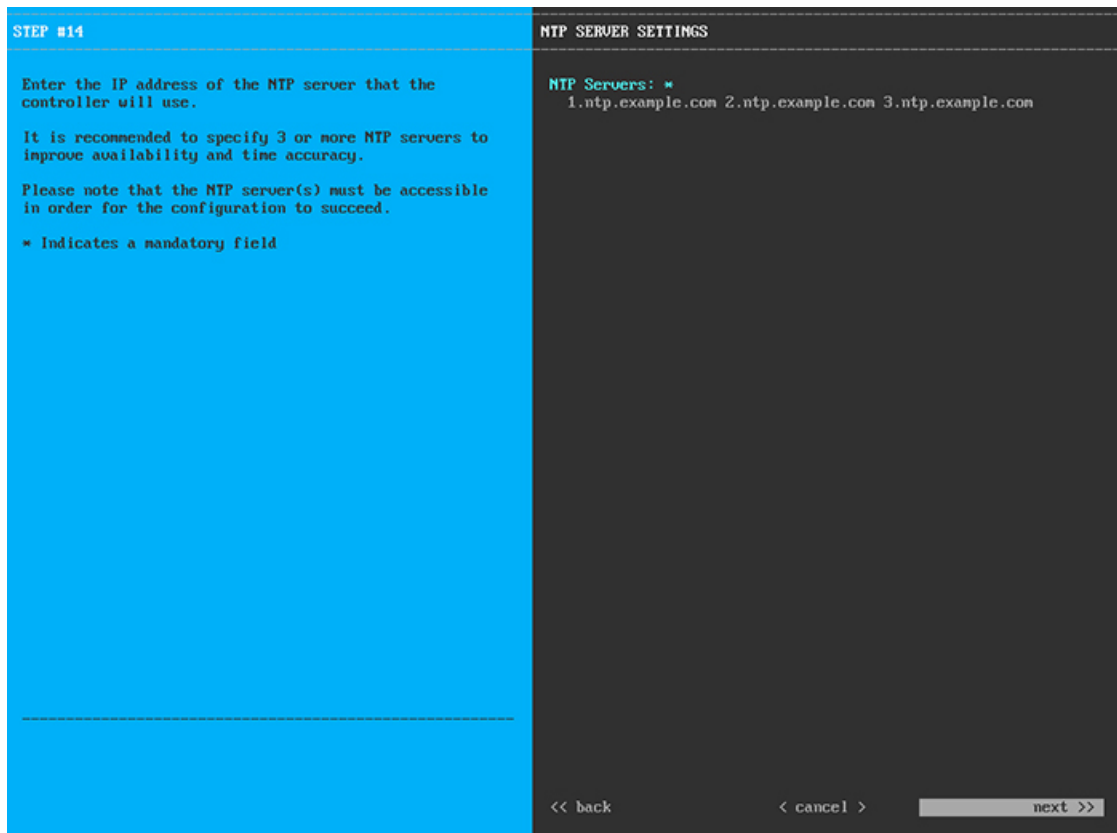 STEP #14
Enter the IP address of the NTP server that the
controller will use.
It is recommended to specify 3 or more NTP servers to
improve availability and time accuracy.
Please note that the NTP server(s) must be accessible
in order for the configuration to succeed.
* Indicates a mandatory field
NTP SERVER SETTINGS
NTP Servers: *
1.ntp.example.com 2.ntp.example.com 3.ntp.example.com
<< back < cancel > next >>